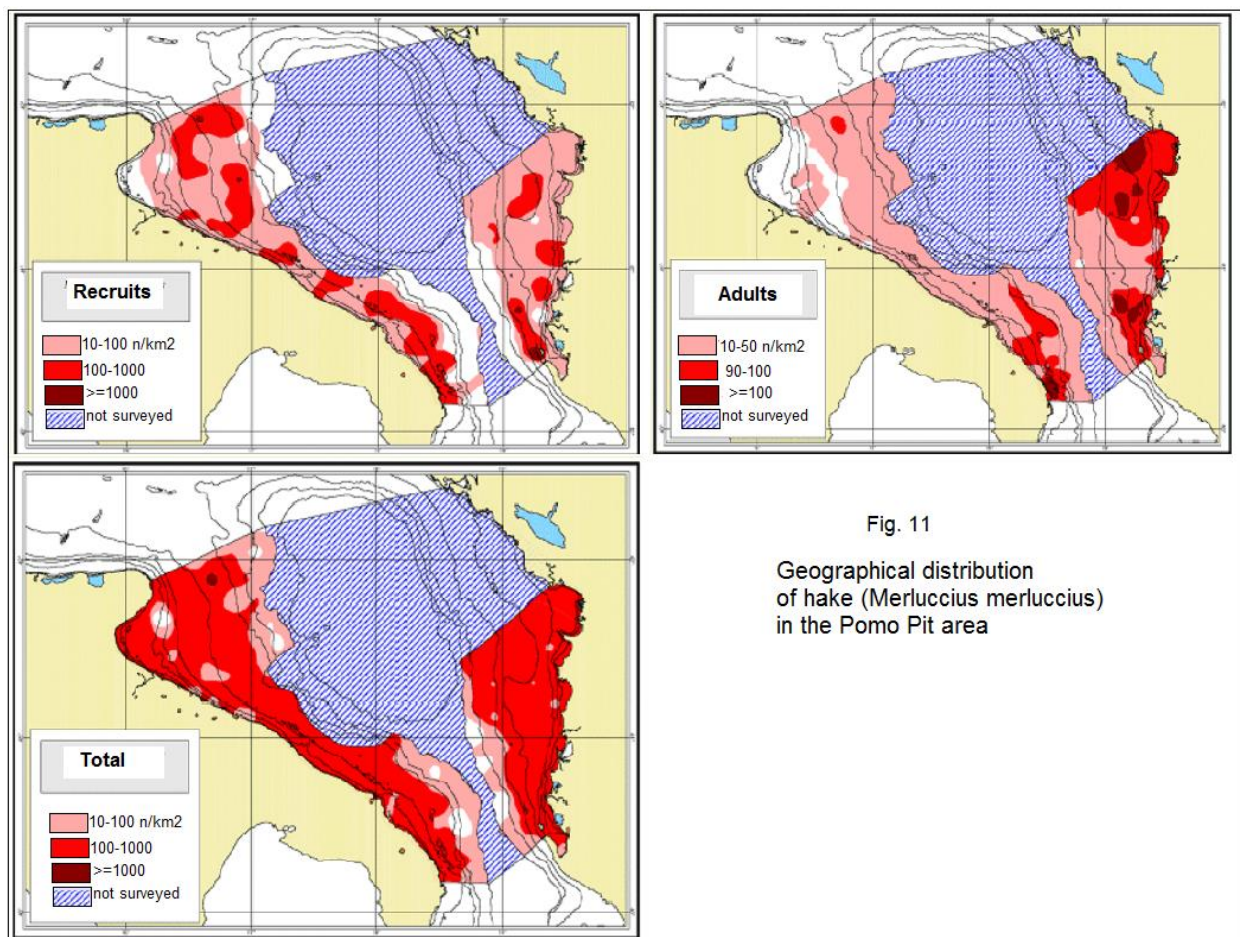 Recruits
10-100 n/km2
100-1000
>=1000
not surveyed
Adults
10-50 n/km2
90-100
>=100
not surveyed
Total
10-100 n/km2
100-1000
>=1000
not surveyed
Fig. 11
Geographical distribution
of hake (Merluccius merluccius)
in the Pomo Pit area